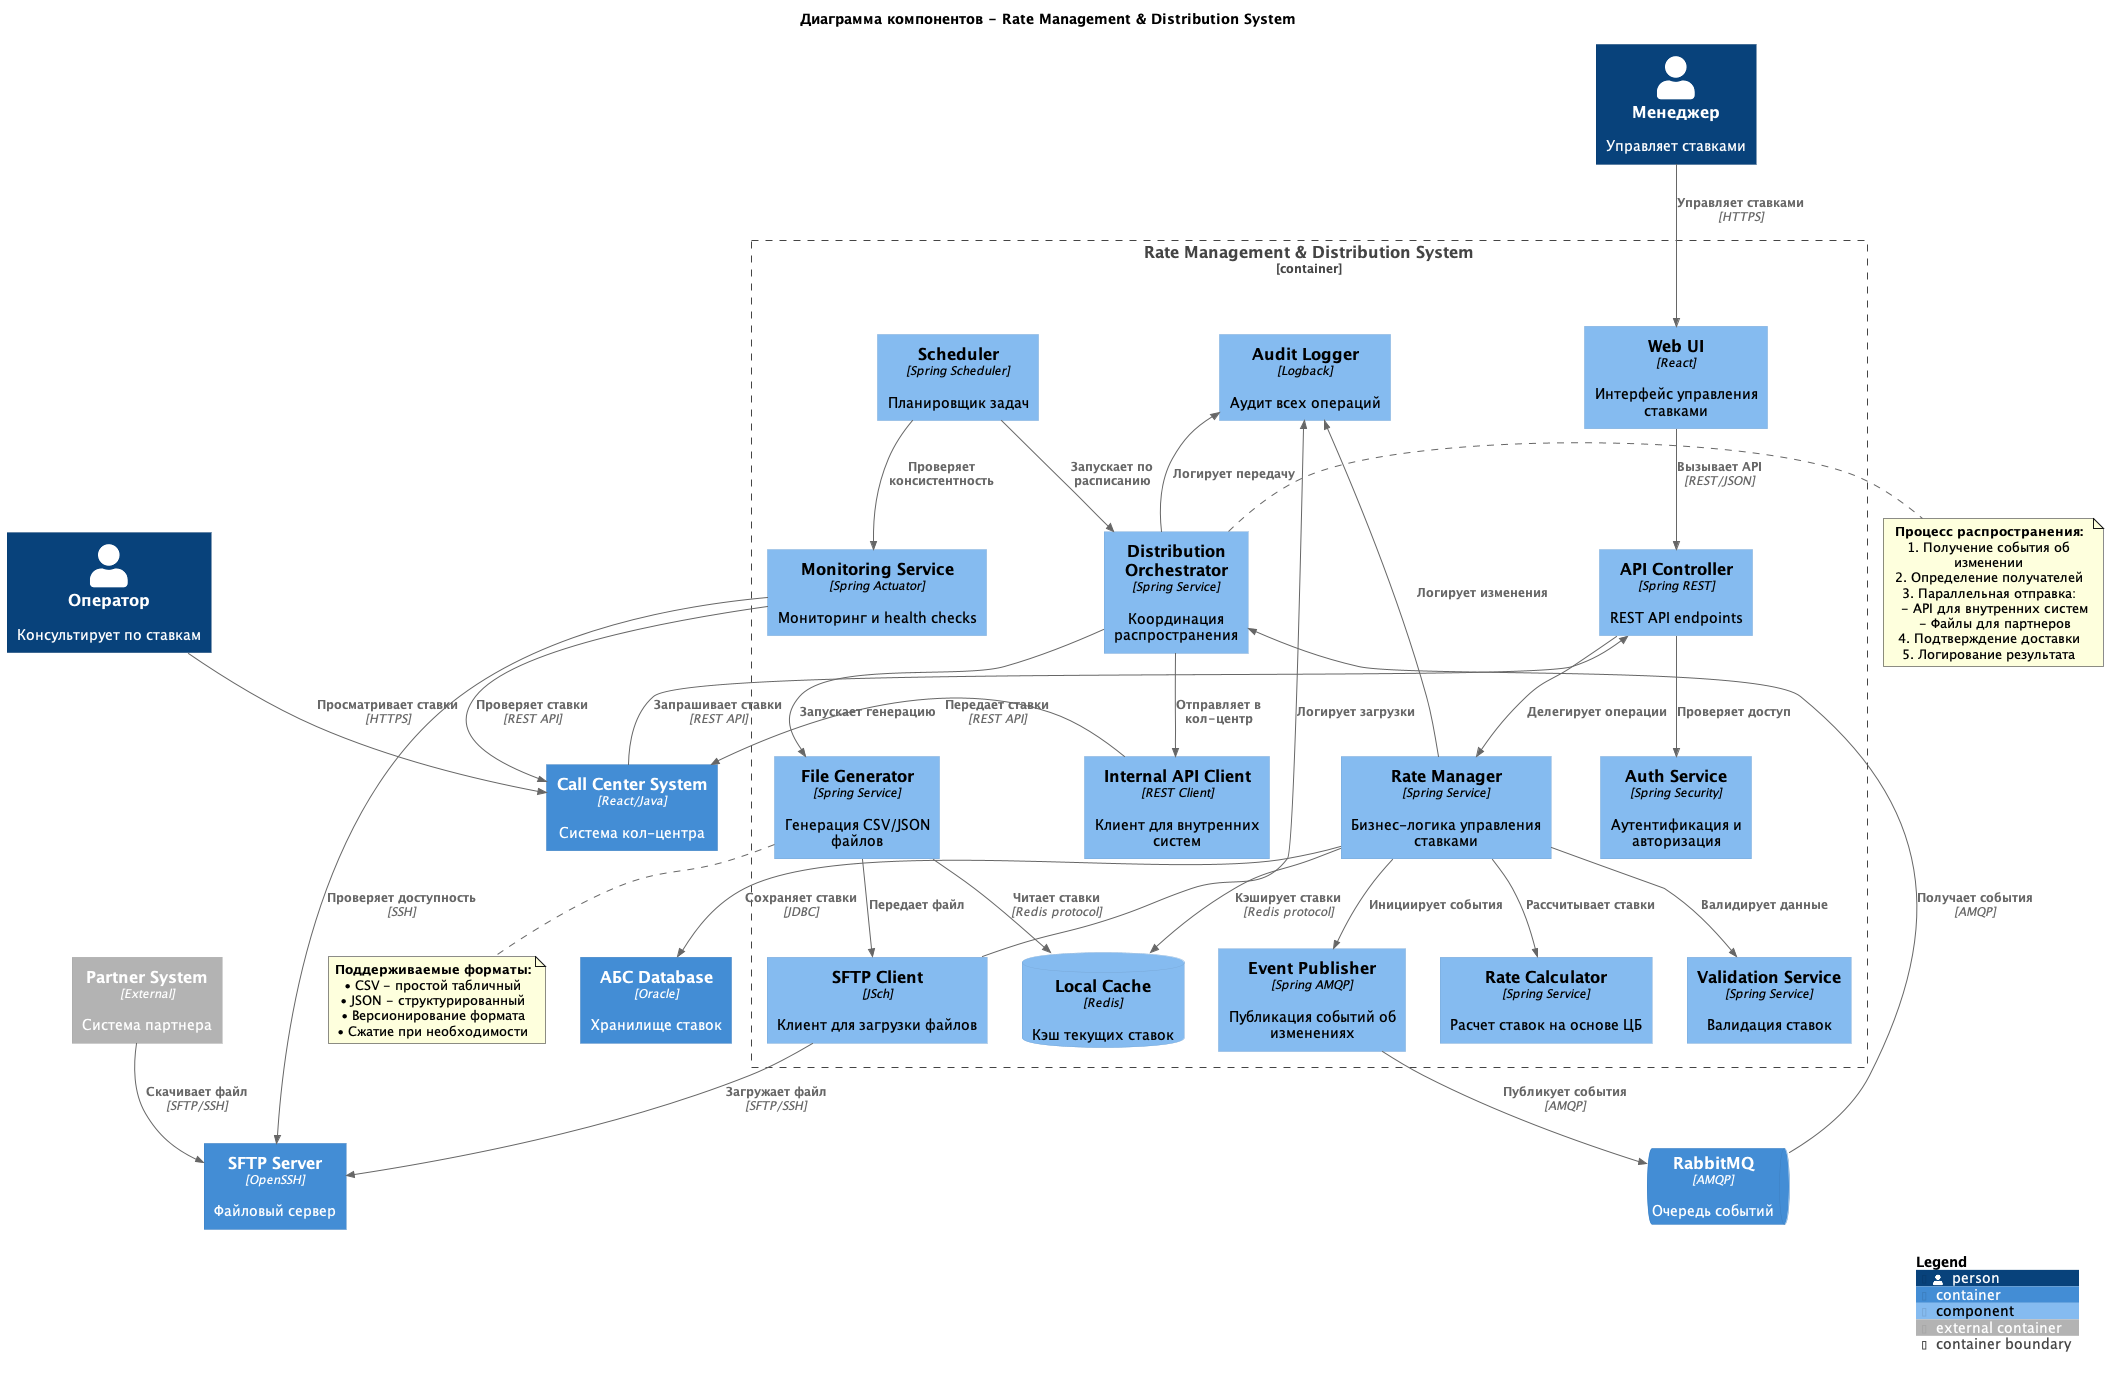 Диаграмма компонентов - Rate Management & Distribution System
Менеджер
Управляет ставками
Управляет ставками
[HTTPS]
Rate Management & Distribution System
[container]
Scheduler
[Spring Scheduler]
Планировщик задач
Audit Logger
[Logback]
Аудит всех операций
Web UI
[React]
Интерфейс управления
ставками
Проверяет
консистентность
Запускает по
расписанию
Логирует передачу
Вызывает API
[REST/JSON]
Оператор
Консультирует по ставкам
Monitoring Service
[Spring Actuator]
Мониторинг и health checks
Distribution
Orchestrator
[Spring Service]
Координация
распространения
Логирует изменения
API Controller
[Spring REST]
REST API endpoints
Процесс распространения:
1. Получение события об
изменении
2. Определение получателей
3. Параллельная отправка:
- API для внутренних систем
- Файлы для партнеров
4. Подтверждение доставки
5. Логирование результата
Просматривает ставки
[HTTPS]
Проверяет ставки
[REST API]
Запрашивает ставки
[REST API]
Запускает генерацию
Передает ставки
[REST API]
Отправляет в
кол-центр
Логирует загрузки
Делегирует операции
Проверяет доступ
Call Center System
[React/Java]
Система кол-центра
File Generator
[Spring Service]
Генерация CSV/JSON
файлов
Internal API Client
[REST Client]
Клиент для внутренних
систем
Rate Manager
[Spring Service]
Бизнес-логика управления
ставками
Auth Service
[Spring Security]
Аутентификация и
авторизация
Проверяет доступность
[SSH]
Сохраняет ставки
[JDBC]
Передает файл
Читает ставки
[Redis protocol]
Кэширует ставки
[Redis protocol]
Инициирует события
Рассчитывает ставки
Валидирует данные
Получает события
[AMQP]
Partner System
[External]
Система партнера
Поддерживаемые форматы:
• CSV - простой табличный
• JSON - структурированный
• Версионирование формата
• Сжатие при необходимости
АБС Database
[Oracle]
Хранилище ставок
SFTP Client
[JSch]
Клиент для загрузки файлов
Local Cache
[Redis]
Кэш текущих ставок
Event Publisher
[Spring AMQP]
Публикация событий об
изменениях
Rate Calculator
[Spring Service]
Расчет ставок на основе ЦБ
Validation Service
[Spring Service]
Валидация ставок
Скачивает файл
[SFTP/SSH]
Загружает файл
[SFTP/SSH]
Публикует события
[AMQP]
SFTP Server
[OpenSSH]
Файловый сервер
RabbitMQ
[AMQP]
Очередь событий
Legend
person
container
component
external container
container boundary